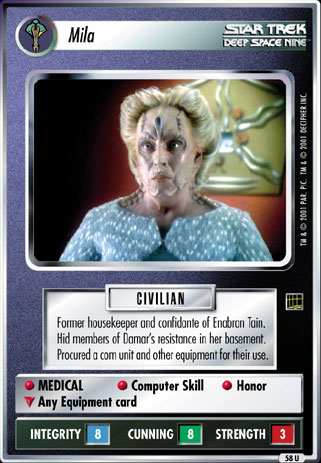 Mila
STAR TREK
DEEP SPACE NINE
TM & © 2001 PAR. PIC. TM & © 2001 DECIPHER INC.
CIVILIAN
Former housekeeper and confidante of Enabran Tain.
Hid members of Damar's resistance in her basement.
Procured a com unit and other equipment for their use.
MEDICAL Computer Skill Honor
Any Equipment card
INTEGRITY 8 CUNNING 8 STRENGTH 3
58 U